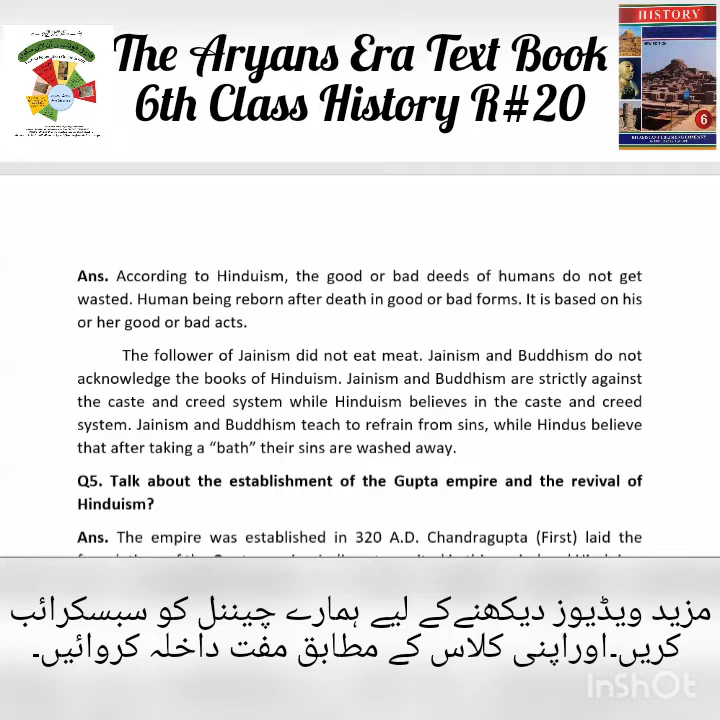 The Aryans Era Text Book
6th Class History R#20
HISTORY
6
Ans. According to Hinduism, the good or bad deeds of humans do not get
wasted. Human being reborn after death in good or bad forms. It is based on his
or her good or bad acts.
The follower of Jainism did not eat meat. Jainism and Buddhism do not
acknowledge the books of Hinduism. Jainism and Buddhism are strictly against
the caste and creed system while Hinduism believes in the caste and creed
system. Jainism and Buddhism teach to refrain from sins, while Hindus believe
that after taking a “bath” their sins are washed away.
Q5. Talk about the establishment of the Gupta empire and the revival of
Hinduism?
Ans. The empire was established in 320 A.D. Chandragupta (First) laid the
مزید ویڈیوز دیکھنےکے لیے ہمارے چیننل کو سبسکرائب
کریں۔اوراپنی کلاس کے مطابق مفت داخلہ کروائیں۔
InShOt